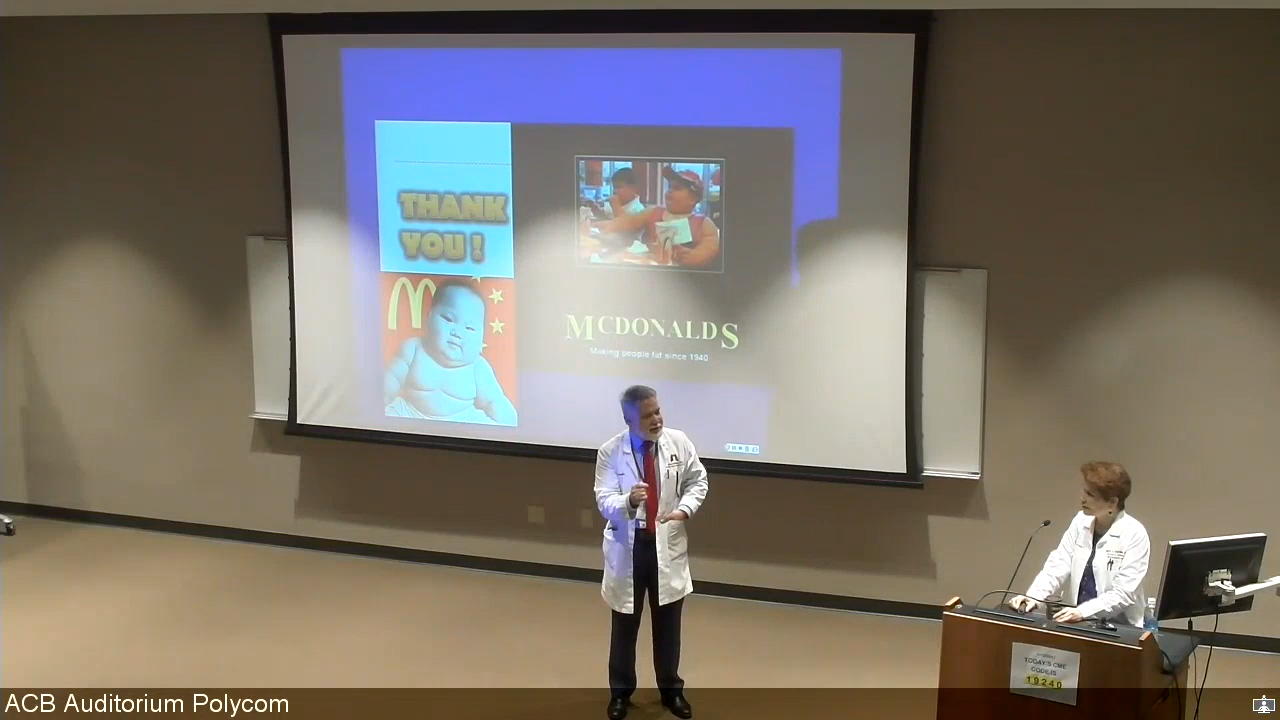 THANK
YOU !
MCDONALDS
Making people fat since 1940
TODAY'S CME
CODE IS
19240
ACB Auditorium Polycom